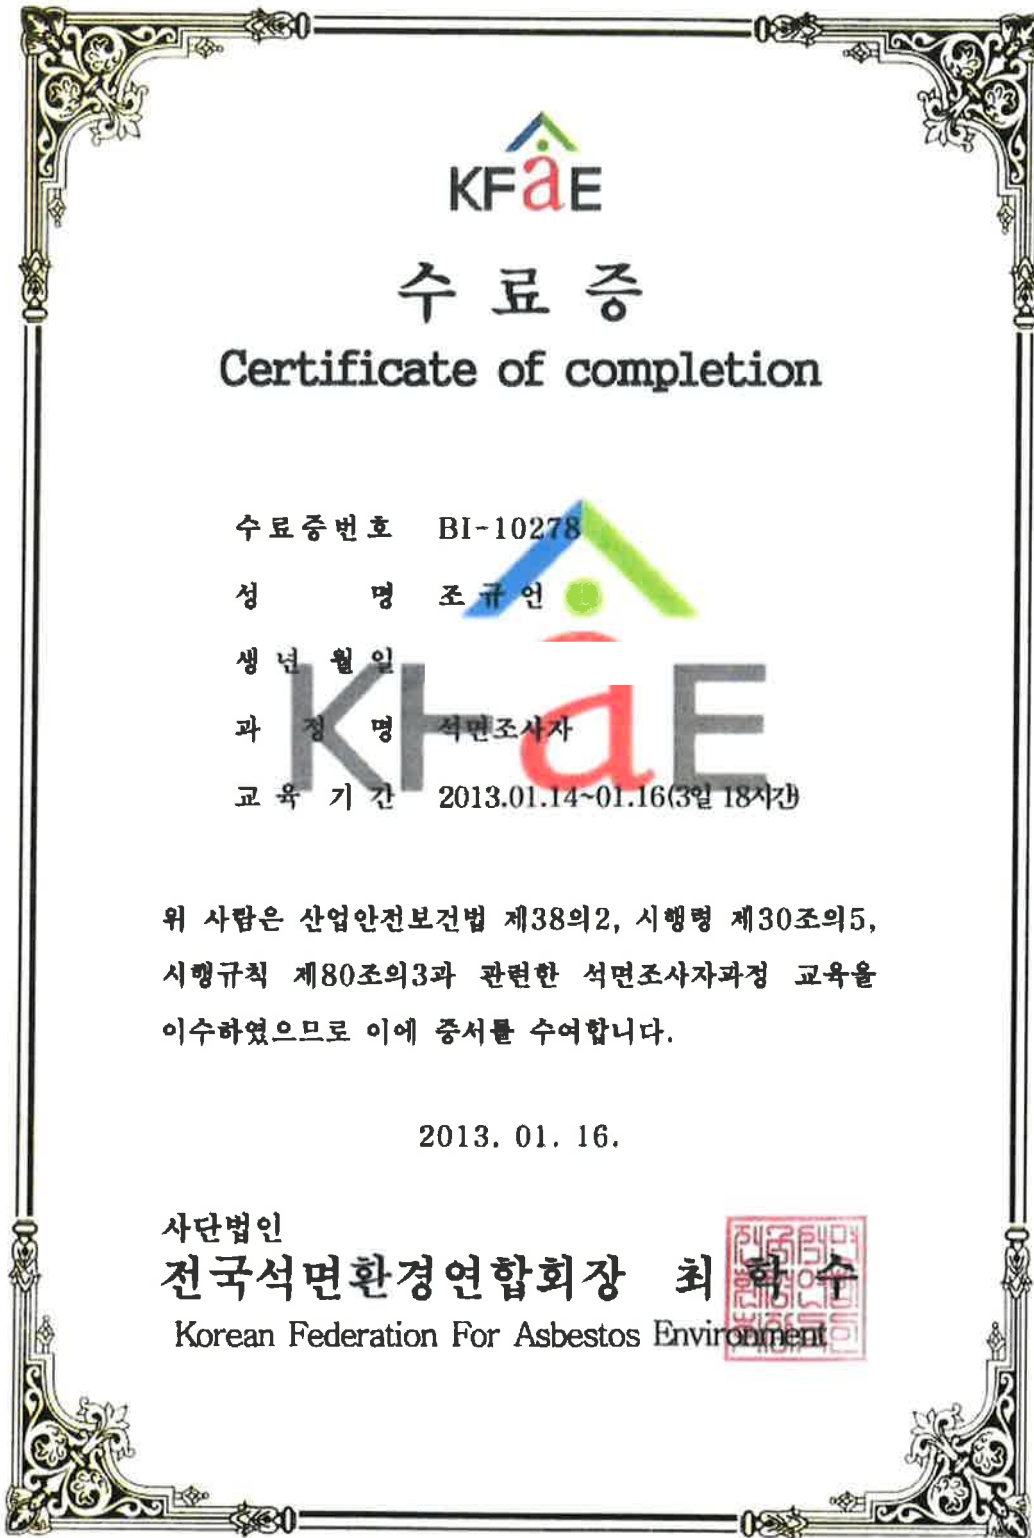 KFaE
수 료 증
Certificate of completion
수료증번호 BI-10278
성 명 조규언
생년월일
과 정 명 석면조사자
교육기간 2013.01.14~01.16(3일 18시간)
KFaE
위 사람은 산업안전보건법 제38의2, 시행령 제30조의5,
시행규칙 제80조의3과 관련한 석면조사자과정 교육을
이수하였으므로 이에 증서를 수여합니다.
2013. 01. 16.
사단법인
전국석면환경연합회장 최 학 수
Korean Federation For Asbestos Environment